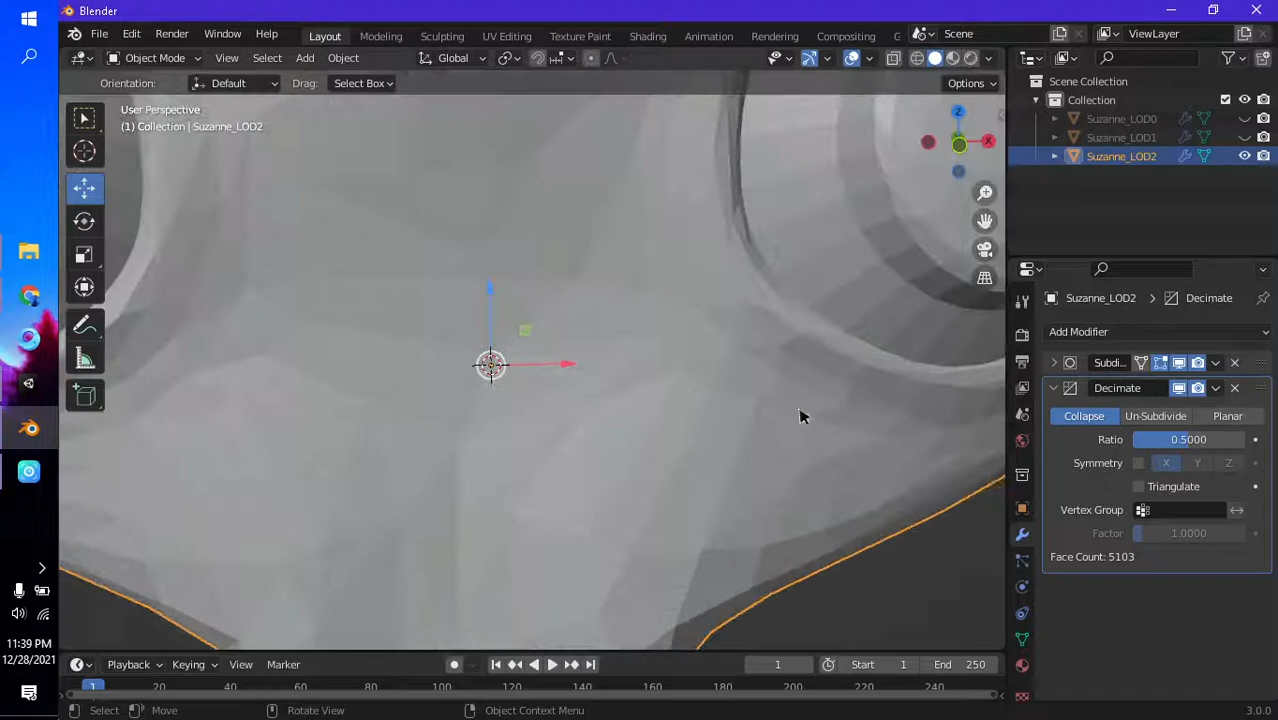 Blender
File Edit Render Window Help Layout Modeling Sculpting UV Editing Texture Paint Shading Animation Rendering Compositing G Scene ViewLayer
Object Mode View Select Add Object Global Options
Orientation: Default Drag: Select Box
User Perspective
(1) Collection | Suzanne_LOD2
Z
X
Scene Collection
Collection
Suzanne_LOD0
Suzanne_LOD1
Suzanne_LOD2
Suzanne_LOD2 > Decimate
Add Modifier
Subdi...
Decimate
Collapse Un-Subdivide Planar
Ratio 0.5000
Symmetry X Y Z
Triangulate
Vertex Group
Factor 1.0000
Face Count: 5103
Playback Keying View Marker 1 Start 1 End 250
1 20 40 60 80 100 120 140 160 180 200 220 240
Select Move Rotate View Object Context Menu 3.0.0
11:39 PM
12/28/2021